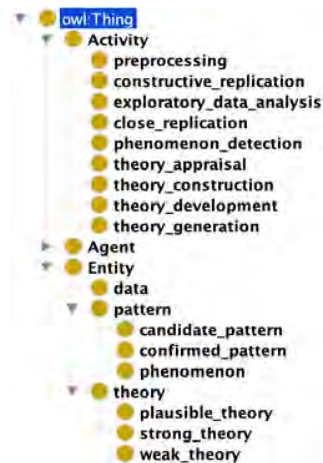 owl:Thing
Activity
preprocessing
constructive_replication
exploratory_data_analysis
close_replication
phenomenon_detection
theory_appraisal
theory_construction
theory_development
theory_generation
Agent
Entity
data
pattern
candidate_pattern
confirmed_pattern
phenomenon
theory
plausible_theory
strong_theory
weak_theory